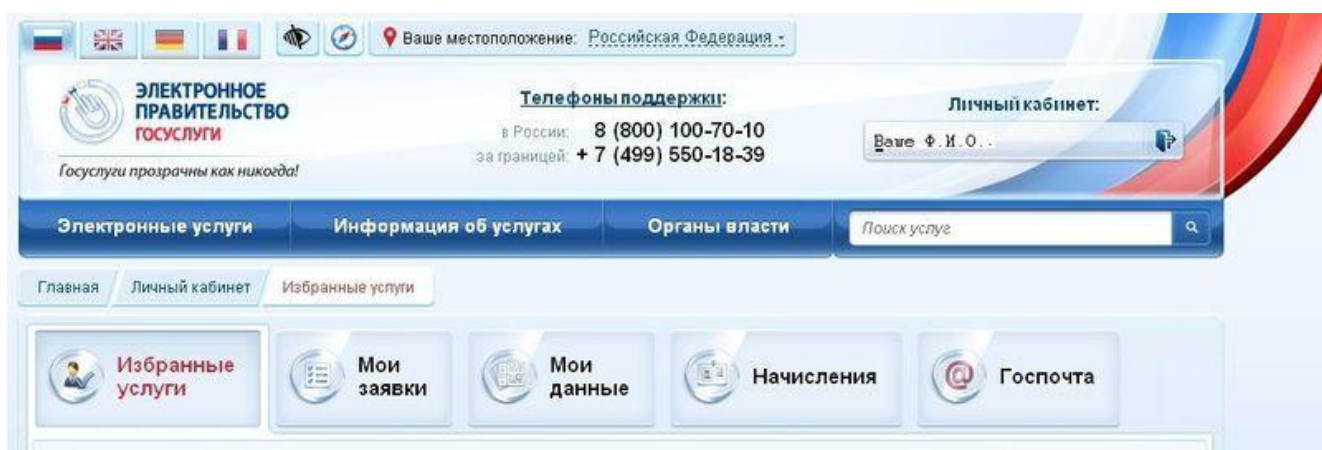 Ваше местоположение: Российская Федерация
ЭЛЕКТРОННОЕ
ПРАВИТЕЛЬСТВО
ГОСУСЛУГИ
Госуслуги прозрачны как никогда!
Телефоны поддержки:
в России: 8 (800) 100-70-10
за границей: + 7 (499) 550-18-39
Личный кабинет:
Ваше Ф.И.О..
Электронные услуги Информация об услугах Органы власти Поиск услуг
Главная Личный кабинет Избранные услуги
Избранные
услуги
Мои
заявки
Мои
данные
Начисления
Госпочта